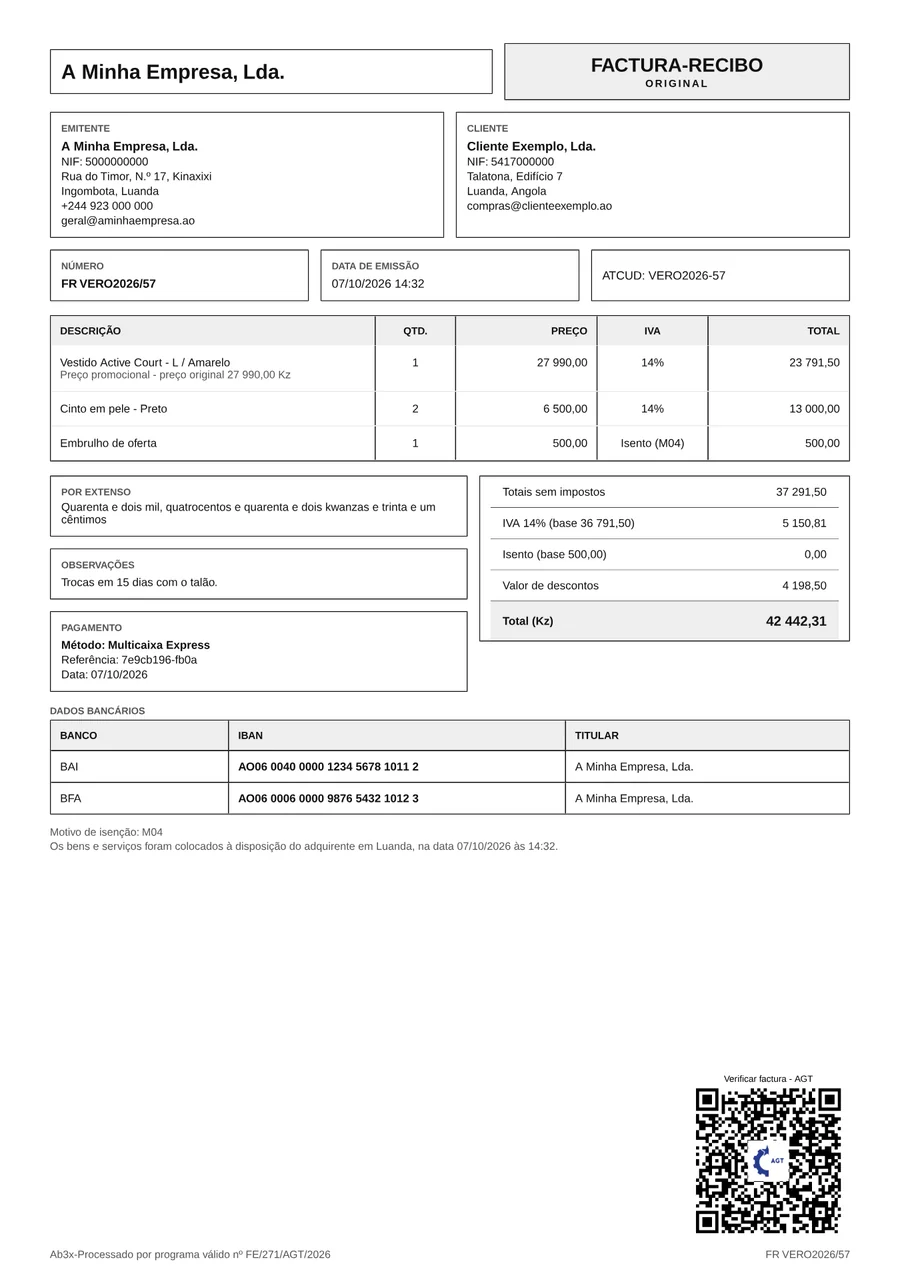 A Minha Empresa, Lda.
FACTURA-RECIBO
ORIGINAL
EMITENTE
A Minha Empresa, Lda.
NIF: 5000000000
Rua do Timor, N.º 17, Kinaxixi
Ingombota, Luanda
+244 923 000 000
geral@aminhaempresa.ao
CLIENTE
Cliente Exemplo, Lda.
NIF: 5417000000
Talatona, Edifício 7
Luanda, Angola
compras@clienteexemplo.ao
NÚMERO
FR VERO2026/57
DATA DE EMISSÃO
07/10/2026 14:32
ATCUD: VERO2026-57
DESCRIÇÃO QTD. PREÇO IVA TOTAL
Vestido Active Court - L / Amarelo 1 27 990,00 14% 23 791,50
Preço promocional - preço original 27 990,00 Kz
Cinto em pele - Preto 2 6 500,00 14% 13 000,00
Embrulho de oferta 1 500,00 Isento (M04) 500,00
POR EXTENSO
Quarenta e dois mil, quatrocentos e quarenta e dois kwanzas e trinta e um
cêntimos
OBSERVAÇÕES
Trocas em 15 dias com o talão.
PAGAMENTO
Método: Multicaixa Express
Referência: 7e9cb196-fb0a
Data: 07/10/2026
Totais sem impostos 37 291,50
IVA 14% (base 36 791,50) 5 150,81
Isento (base 500,00) 0,00
Valor de descontos 4 198,50
Total (Kz) 42 442,31
DADOS BANCÁRIOS
BANCO IBAN TITULAR
BAI AO06 0040 0000 1234 5678 1011 2 A Minha Empresa, Lda.
BFA AO06 0006 0000 9876 5432 1012 3 A Minha Empresa, Lda.
Motivo de isenção: M04
Os bens e serviços foram colocados à disposição do adquirente em Luanda, na data 07/10/2026 às 14:32.
Verificar factura - AGT
AGT
Ab3x-Processado por programa válido nº FE/271/AGT/2026
FR VERO2026/57